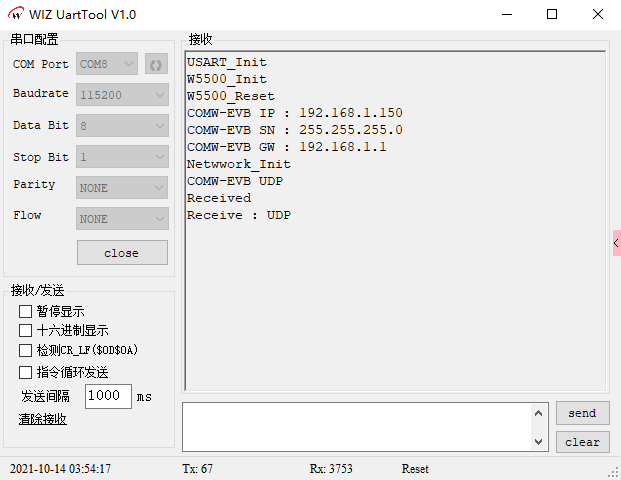 WIZ UartTool V1.0
串口配置
COM Port COM8
Baudrate 115200
Data Bit 8
Stop Bit 1
Parity NONE
Flow NONE
close
接收/发送
暂停显示
十六进制显示
检测CR_LF($0D$0A)
指令循环发送
发送间隔 1000 ms
清除接收
接收
USART_Init
W5500_Init
W5500_Reset
COMW-EVB IP : 192.168.1.150
COMW-EVB SN : 255.255.255.0
COMW-EVB GW : 192.168.1.1
Netwwork_Init
COMW-EVB UDP
Received
Receive : UDP
send
clear
2021-10-14 03:54:17 Tx: 67 Rx: 3753 Reset